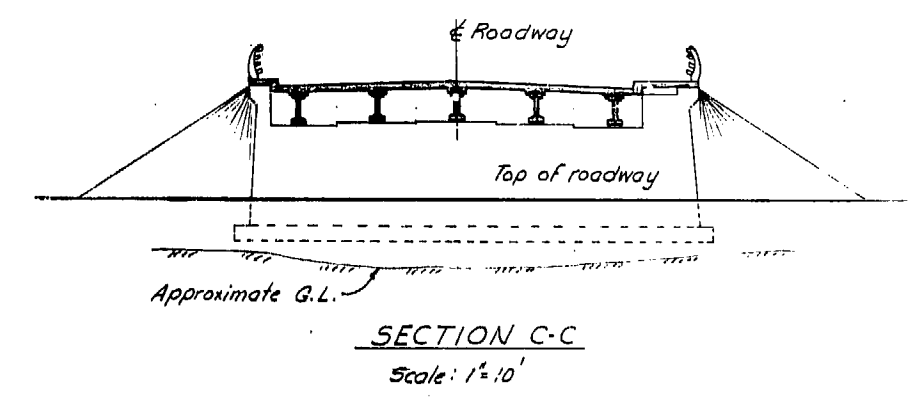 ℄ Roadway
Top of roadway
Approximate G.L.
SECTION C-C
Scale: 1"=10'